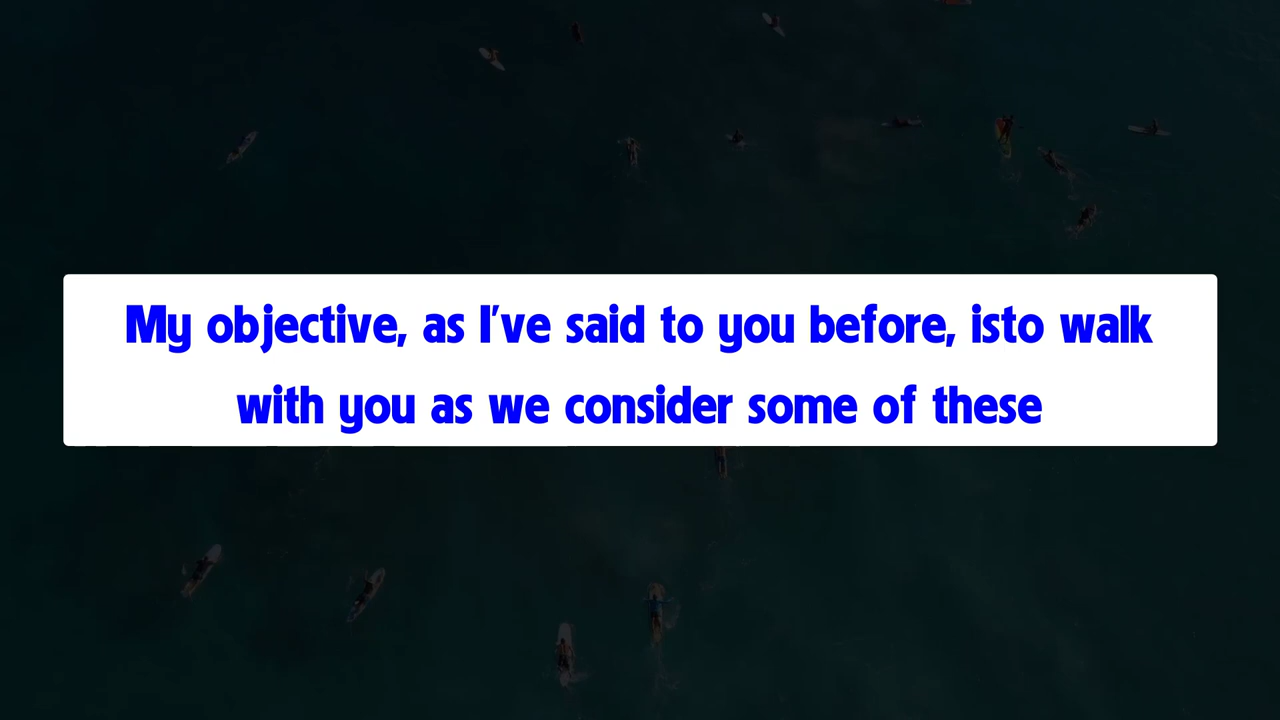 My objective, as I've said to you before, isto walk
with you as we consider some of these